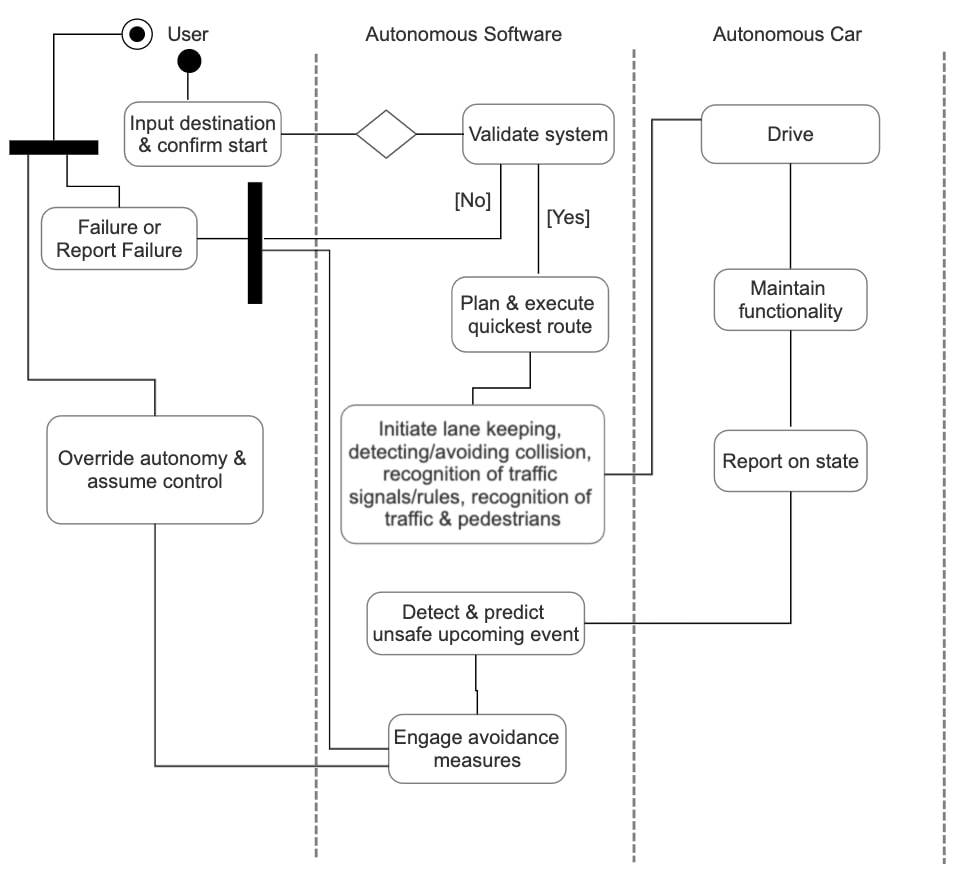 User
Autonomous Software
Autonomous Car
Input destination
& confirm start
Validate system
Drive
[No]
[Yes]
Failure or
Report Failure
Plan & execute
quickest route
Maintain
functionality
Initiate lane keeping,
detecting/avoiding collision,
recognition of traffic
signals/rules, recognition of
traffic & pedestrians
Override autonomy &
assume control
Report on state
Detect & predict
unsafe upcoming event
Engage avoidance
measures